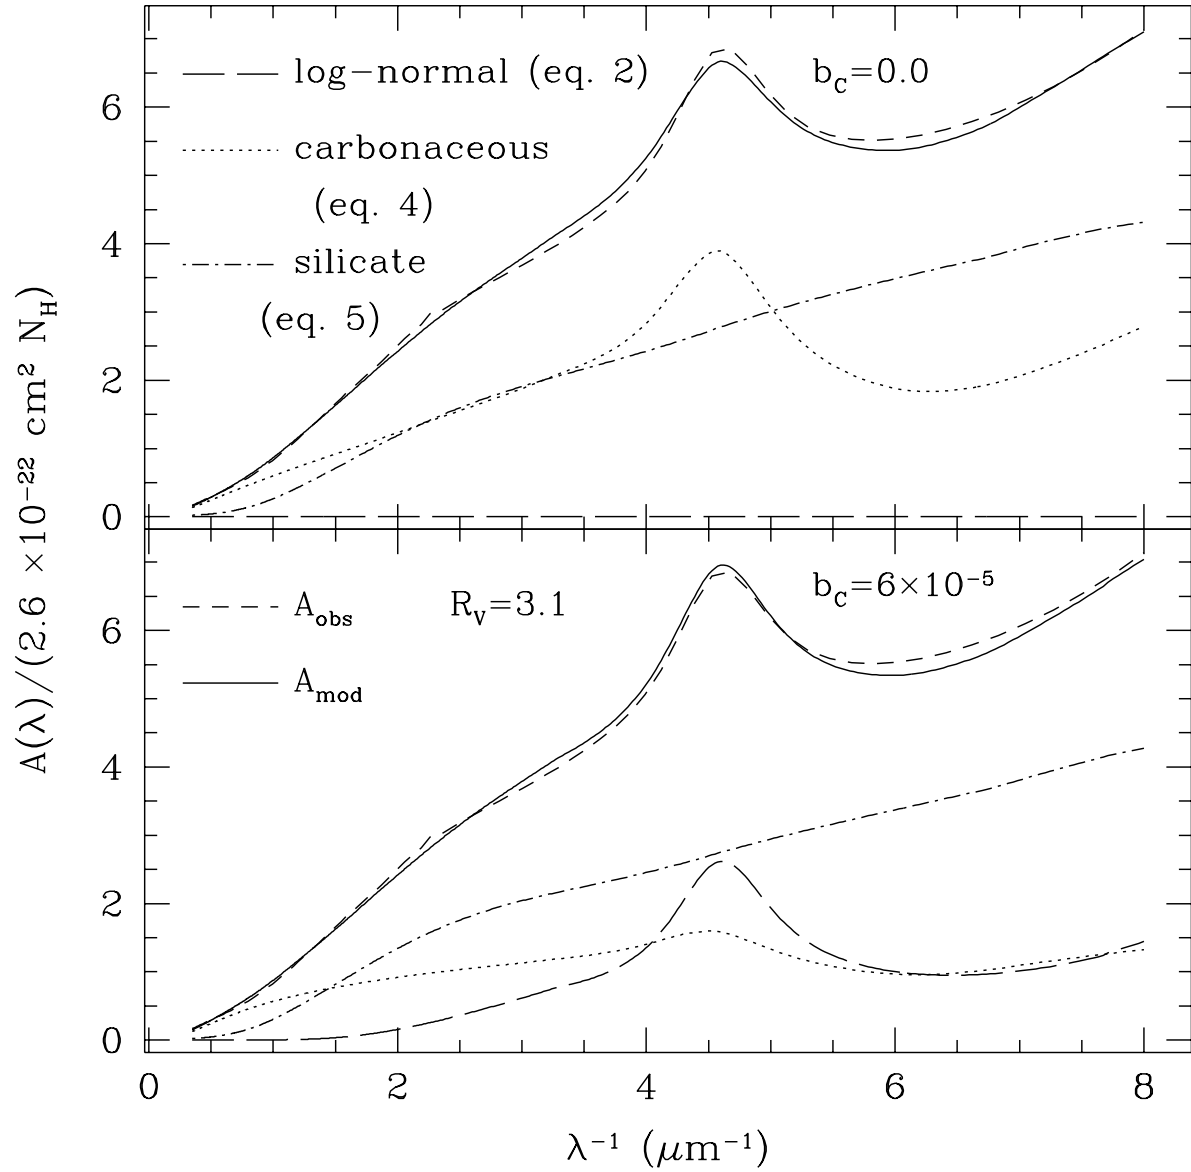 log-normal (eq. 2)
b_C=0.0
carbonaceous
(eq. 4)
silicate
(eq. 5)
6
4
2
0
A_obs
R_V=3.1
b_C=6×10⁻⁵
A_mod
6
4
2
0
0 2 4 6 8
λ⁻¹ (μm⁻¹)
A(λ)/(2.6 ×10⁻²² cm² N_H)